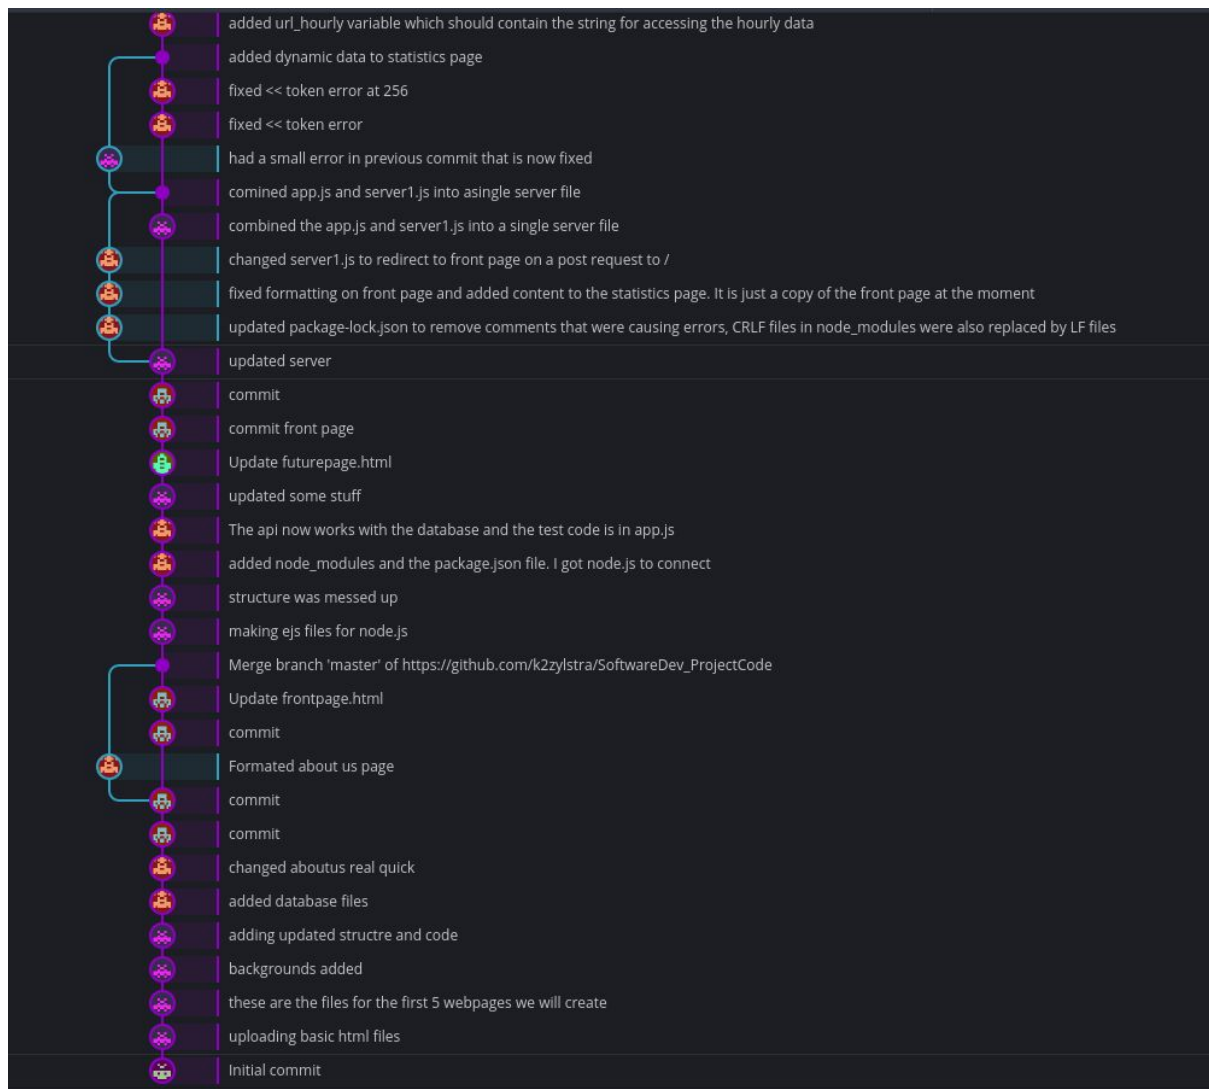 added url_hourly variable which should contain the string for accessing the hourly data
added dynamic data to statistics page
fixed << token error at 256
fixed << token error
had a small error in previous commit that is now fixed
comined app.js and server1.js into asingle server file
combined the app.js and server1.js into a single server file
changed server1.js to redirect to front page on a post request to /
fixed formatting on front page and added content to the statistics page. It is just a copy of the front page at the moment
updated package-lock.json to remove comments that were causing errors, CRLF files in node_modules were also replaced by LF files
updated server
commit
commit front page
Update futurepage.html
updated some stuff
The api now works with the database and the test code is in app.js
added node_modules and the package.json file. I got node.js to connect
structure was messed up
making ejs files for node.js
Merge branch 'master' of https://github.com/k2zylstra/SoftwareDev_ProjectCode
Update frontpage.html
commit
Formated about us page
commit
commit
changed aboutus real quick
added database files
adding updated structre and code
backgrounds added
these are the files for the first 5 webpages we will create
uploading basic html files
Initial commit